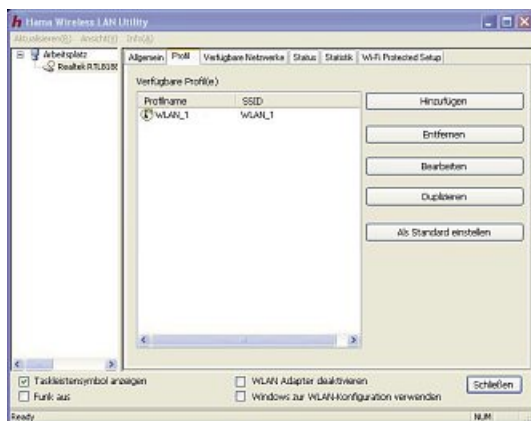 Hama Wireless LAN Utility
Aktualisieren(R) Ansicht(V) Info(A)
Arbeitsplatz
Realtek RTL8188
Allgemein Profil Verfügbare Netzwerke Status Statistik Wi-Fi Protected Setup
Verfügbare Profil(e)
Profilname SSID
WLAN_1 WLAN_1
Hinzufügen
Entfernen
Bearbeiten
Duplizieren
Als Standard einstellen
Taskleistensymbol anzeigen
Funk aus
WLAN Adapter deaktivieren
Windows zur WLAN-Konfiguration verwenden
Schließen
Ready
NUM